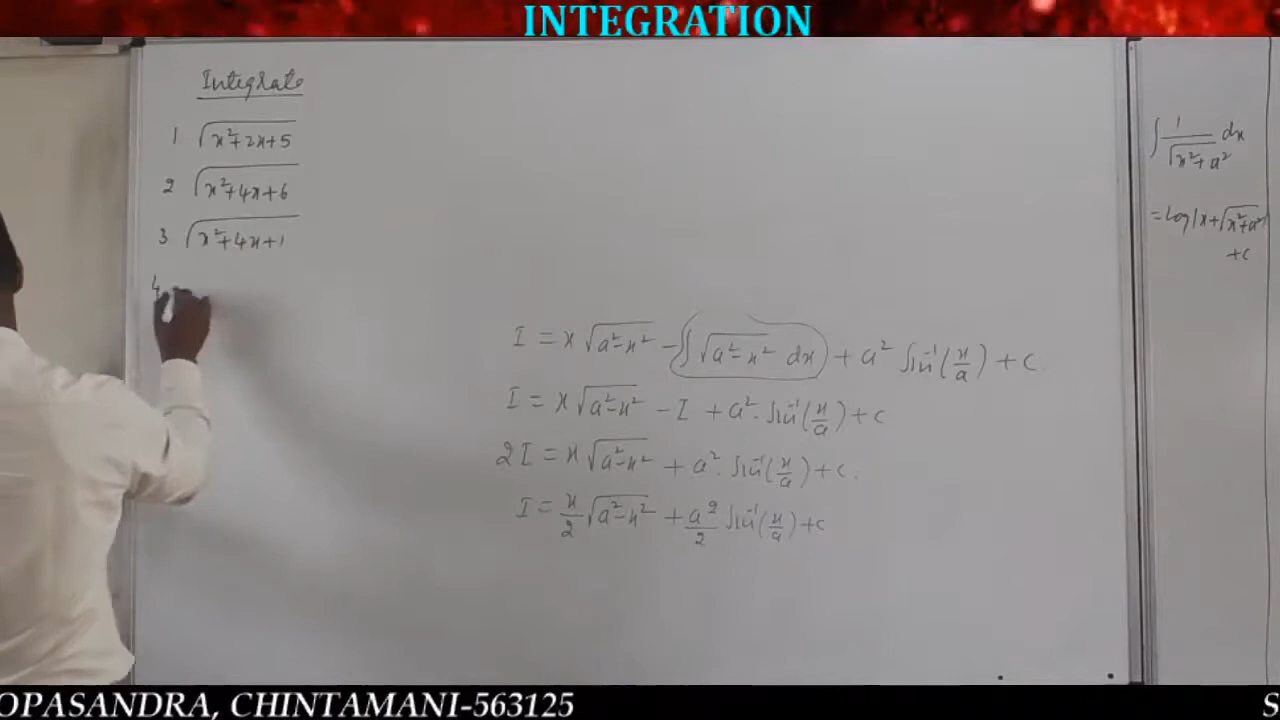 INTEGRATION
Integrate
1 √(x²+2x+5)
2 √(x²+4x+6)
3 √(x²+4x+1)
4
I = x √(a²-x²) - ∫ √(a²-x²) dx + a² sin⁻¹(x/a) + c.
I = x √(a²-x²) - I + a². sin⁻¹(x/a) + c
2I = x √(a²-x²) + a². sin⁻¹(x/a) + c.
I = x/2 √(a²-x²) + a²/2 sin⁻¹(x/a) + c
∫ 1/√(x²+a²) dx
= log|x+√(x²+a²)|
+c
OPASANDRA, CHINTAMANI-563125
S